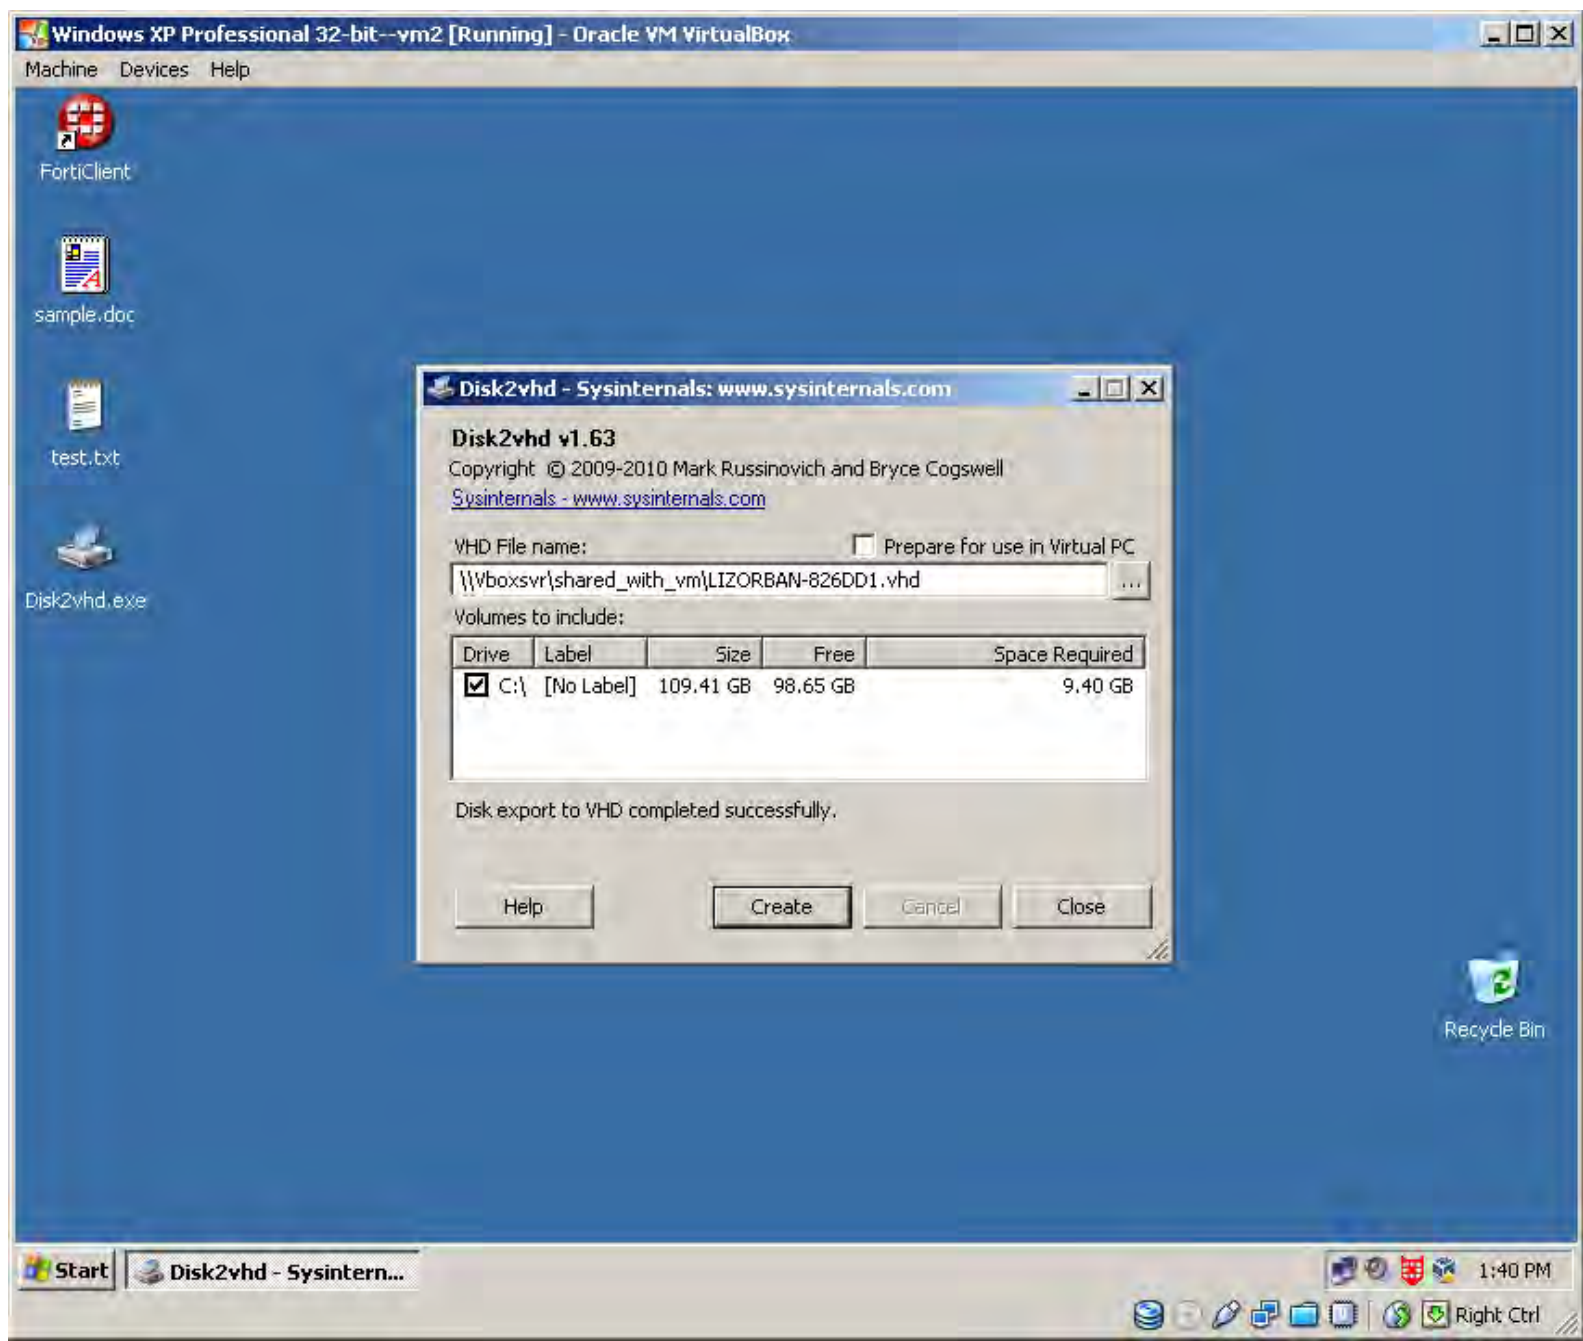 Windows XP Professional 32-bit--vm2 [Running] - Oracle VM VirtualBox
Machine Devices Help
FortiClient
sample.doc
test.txt
Disk2vhd.exe
Disk2vhd - Sysinternals: www.sysinternals.com
Disk2vhd v1.63
Copyright © 2009-2010 Mark Russinovich and Bryce Cogswell
Sysinternals - www.sysinternals.com
VHD File name:
Prepare for use in Virtual PC
\\Vboxsvr\shared_with_vm\LIZORBAN-826DD1.vhd
...
Volumes to include:
Drive Label Size Free Space Required
C:\ [No Label] 109.41 GB 98.65 GB 9.40 GB
Disk export to VHD completed successfully.
Help Create Cancel Close
Recycle Bin
Start Disk2vhd - Sysintern... 1:40 PM
Right Ctrl